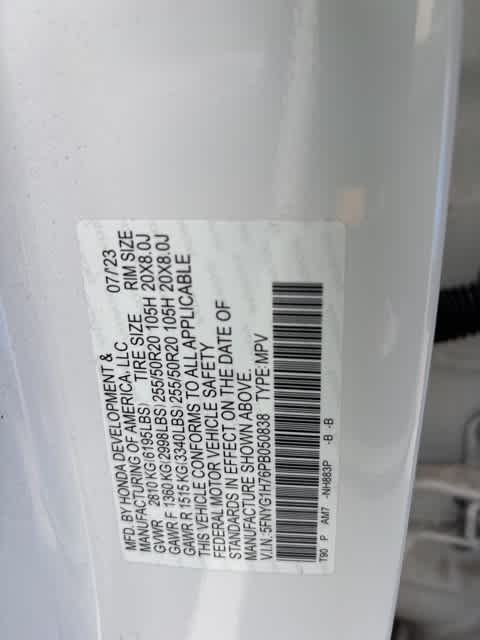 MFD. BY HONDA DEVELOPMENT & 07/'23
MANUFACTURING OF AMERICA, LLC
TIRE SIZE RIM SIZE
GVWR 2810 KG(6195LBS)
GAWR F 1360 KG(2998LBS) 255/50R20 105H 20X8.0J
GAWR R 1515 KG(3340LBS) 255/50R20 105H 20X8.0J
THIS VEHICLE CONFORMS TO ALL APPLICABLE
FEDERAL MOTOR VEHICLE SAFETY
STANDARDS IN EFFECT ON THE DATE OF
MANUFACTURE SHOWN ABOVE.
V.I.N: 5FNYG1H76PB050838 TYPE:MPV
T90 P AM7 -NH883P -B -B